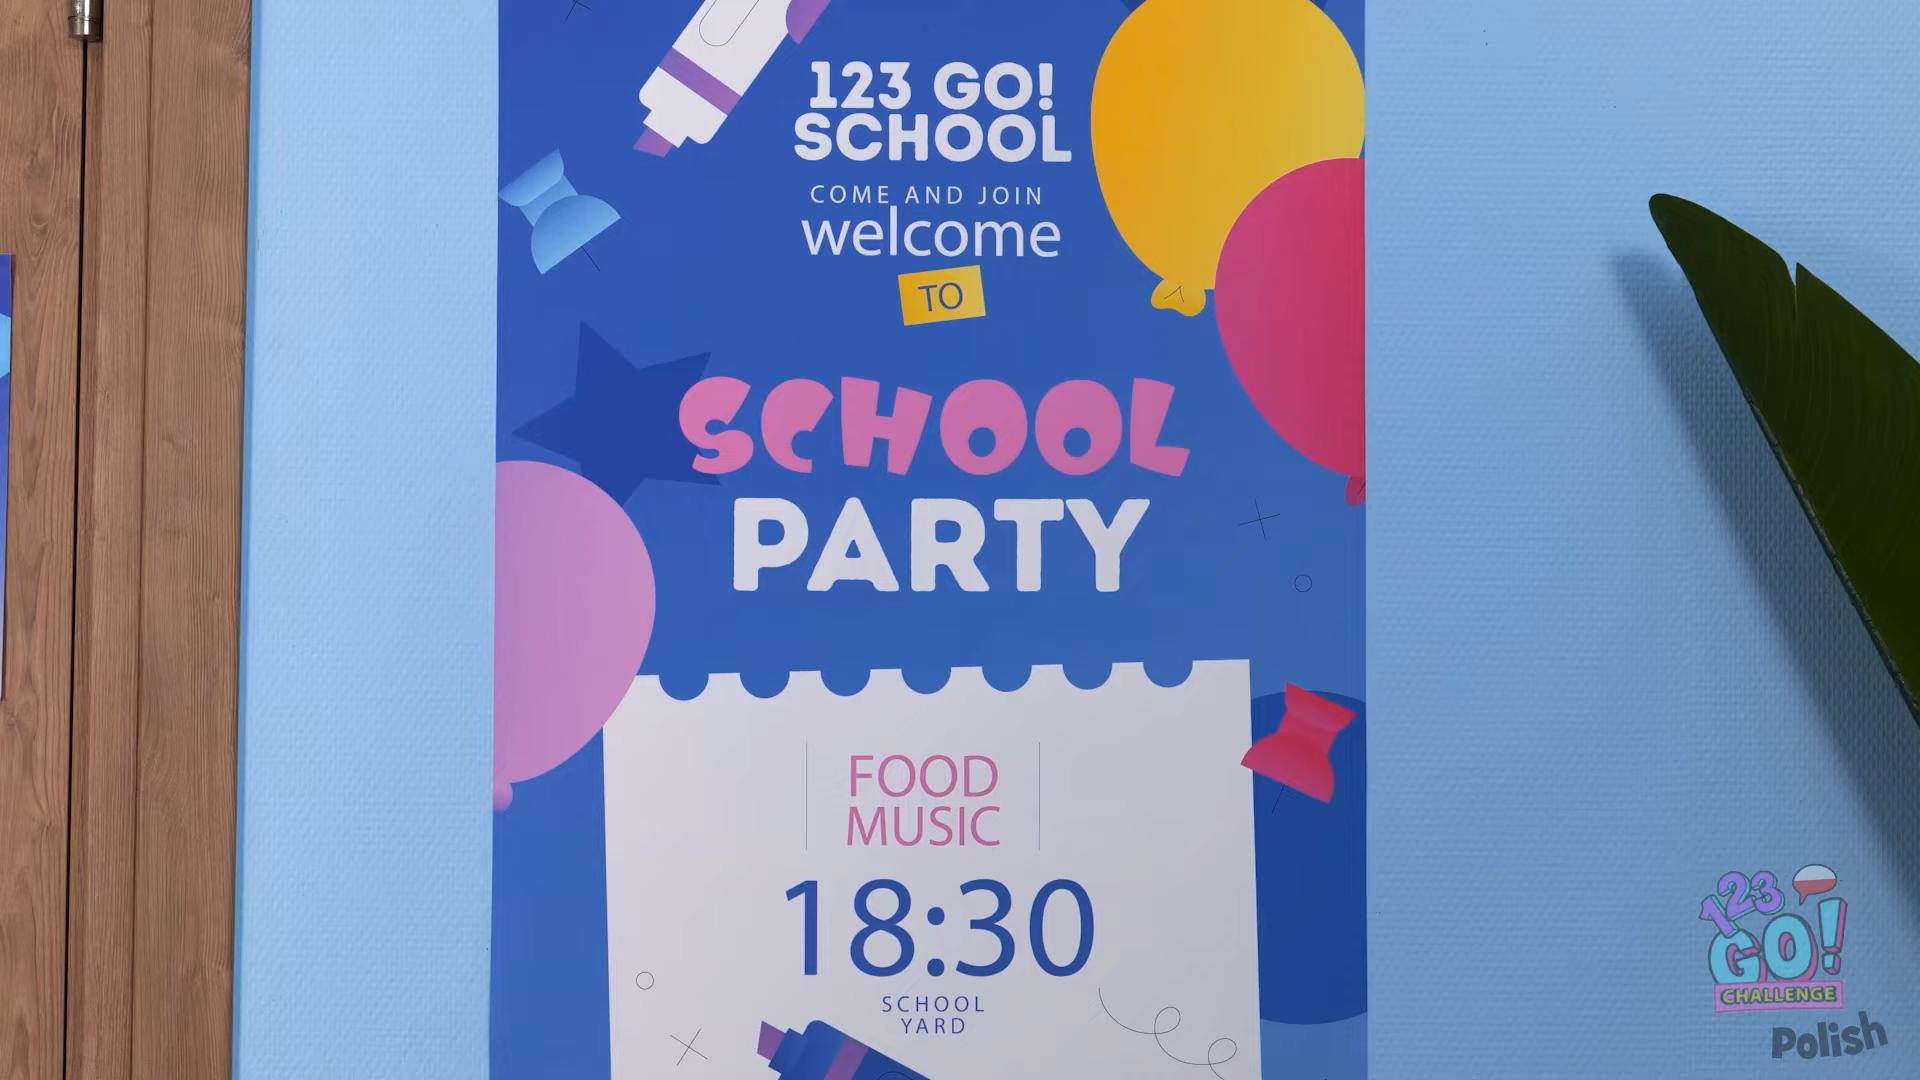 123 GO!
SCHOOL
COME AND JOIN
welcome
TO
SCHOOL
PARTY
FOOD
MUSIC
18:30
SCHOOL
YARD
123
GO!
CHALLENGE
Polish